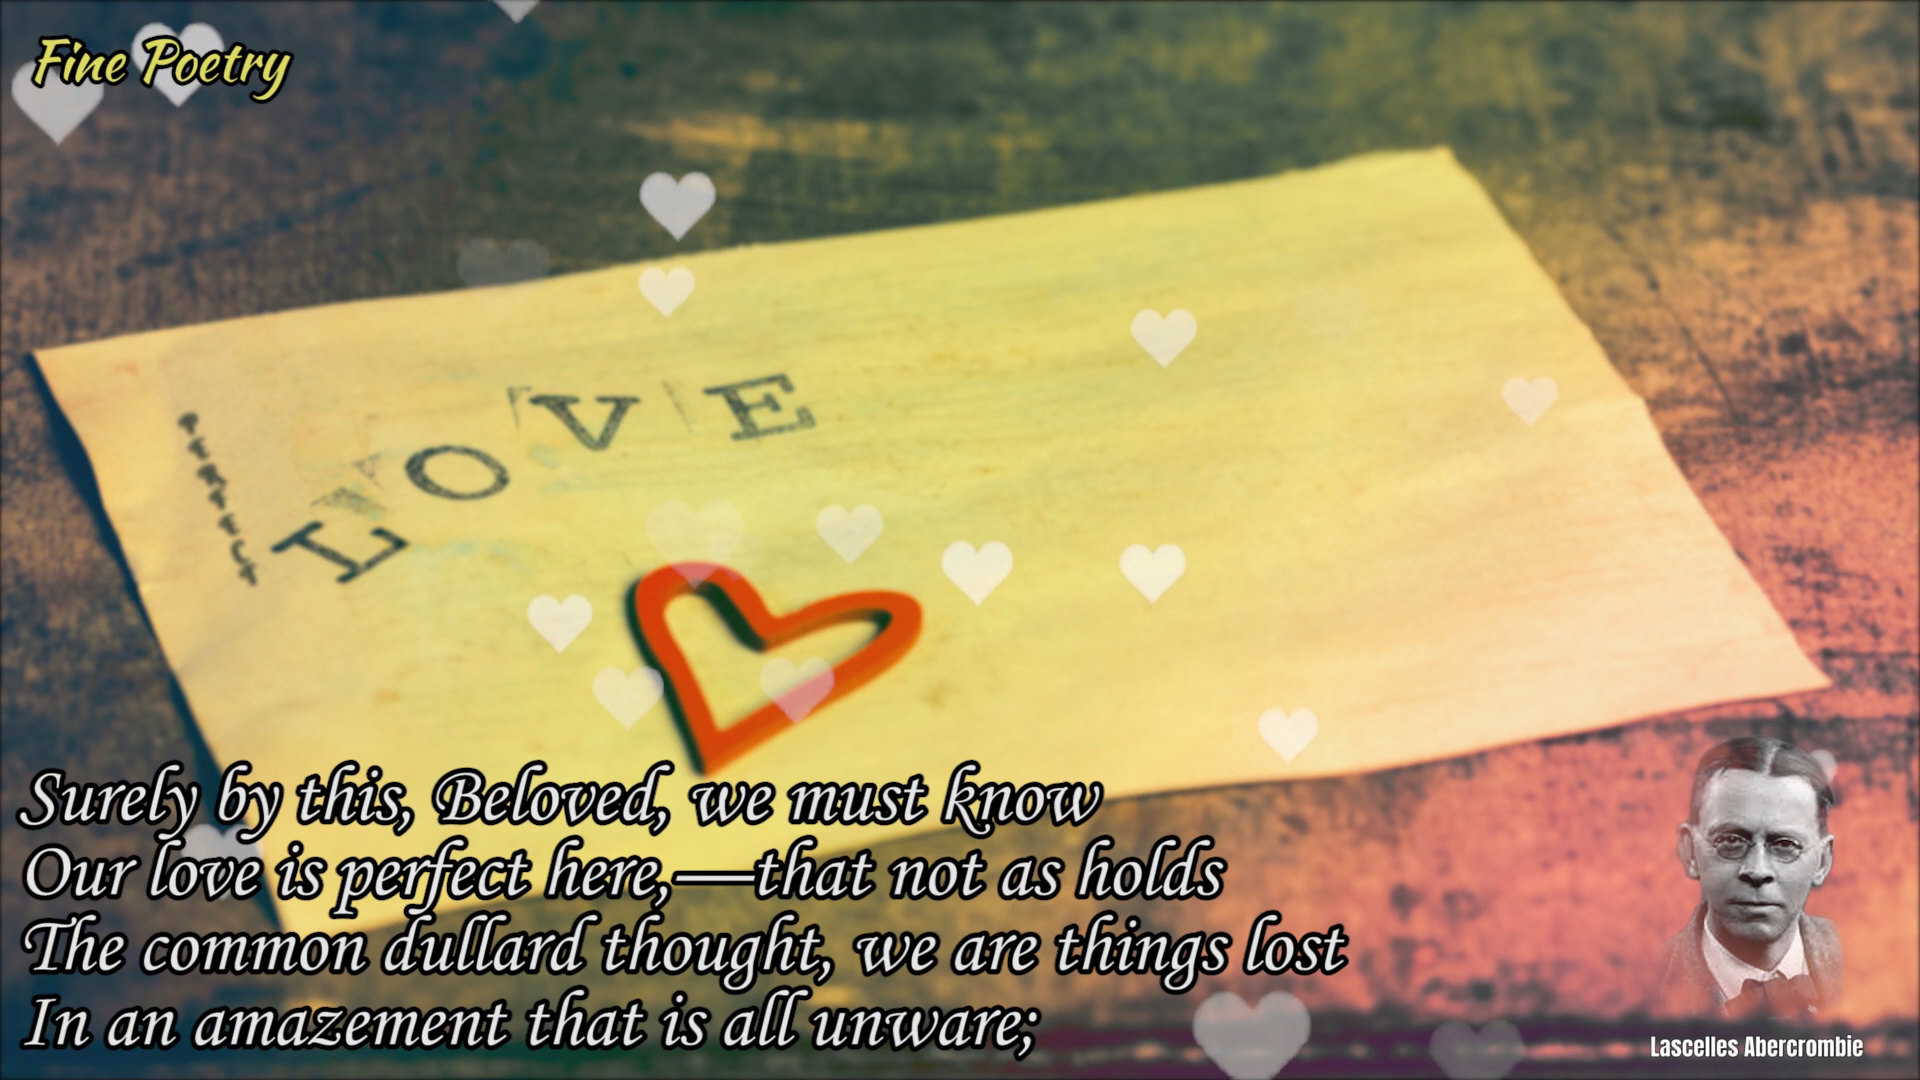 Fine Poetry
PERFECT
LOVE
Surely by this, Beloved, we must know
Our love is perfect here,—that not as holds
The common dullard thought, we are things lost
In an amazement that is all unware;
Lascelles Abercrombie